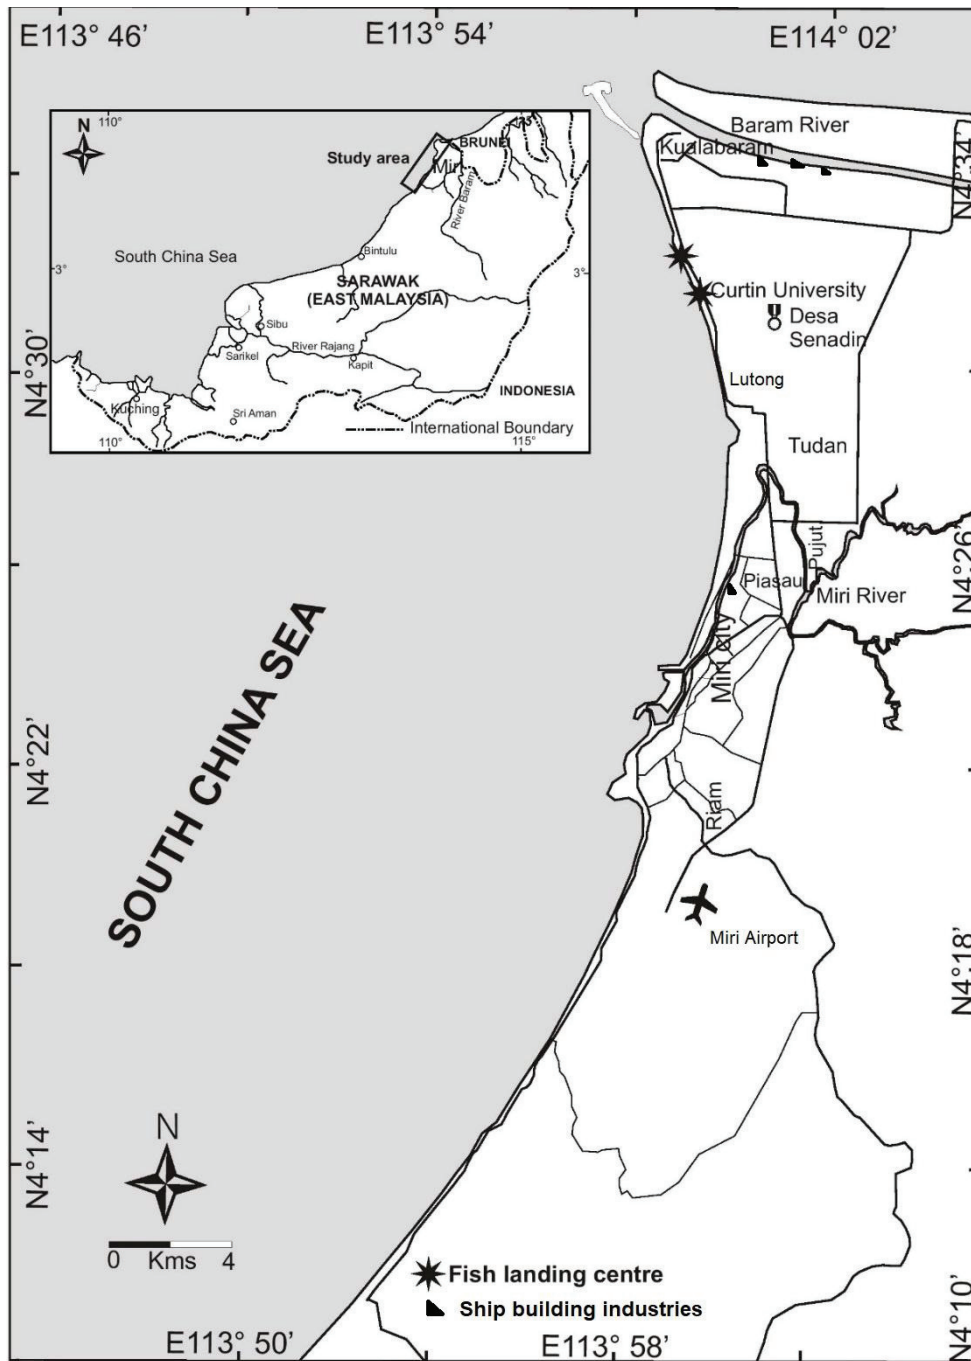 E113° 46’
E113° 54’
E114° 02’
N
110°
115°
BRUNEI
Study area
Miri
River Baram
South China Sea
Bintulu
3°
3°
SARAWAK
(EAST MALAYSIA)
Sibu
River Rajang
Sarikel
Kapit
INDONESIA
Kuching
Sri Aman
International Boundary
110°
115°
Baram River
Kualabaram
N4°34’
Curtin University
Desa
Senadin
N4°30’
Lutong
Tudan
Pujut
N4°26’
Piasau
Miri River
Miri city
SOUTH CHINA SEA
N4°22’
Riam
Miri Airport
N4°18’
N
N4°14’
0 Kms 4
Fish landing centre
Ship building industries
N4°10’
E113° 50’
E113° 58’